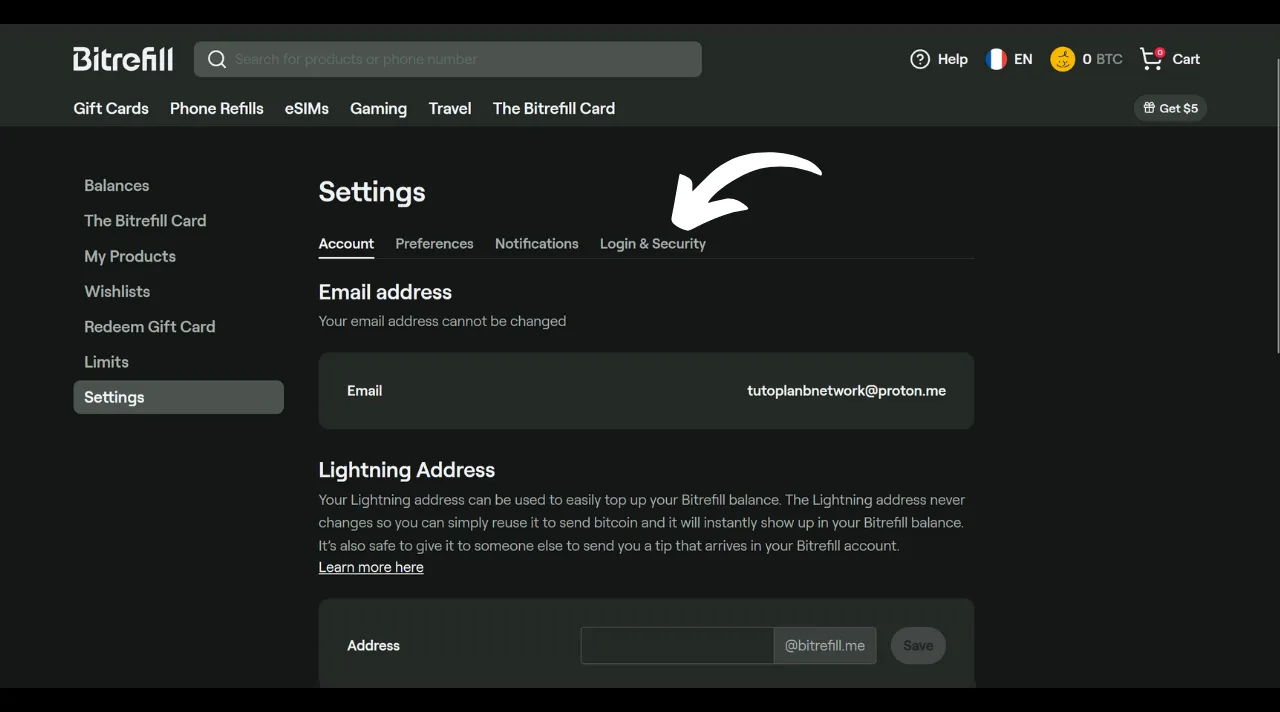 Bitrefill
Search for products or phone number
Help
EN
0 BTC
0
Cart
Gift Cards
Phone Refills
eSIMs
Gaming
Travel
The Bitrefill Card
Get $5
Balances
The Bitrefill Card
My Products
Wishlists
Redeem Gift Card
Limits
Settings
Settings
Account
Preferences
Notifications
Login & Security
Email address
Your email address cannot be changed
Email
tutoplanbnetwork@proton.me
Lightning Address
Your Lightning address can be used to easily top up your Bitrefill balance. The Lightning address never
changes so you can simply reuse it to send bitcoin and it will instantly show up in your Bitrefill balance.
It's also safe to give it to someone else to send you a tip that arrives in your Bitrefill account.
Learn more here
Address
@bitrefill.me
Save